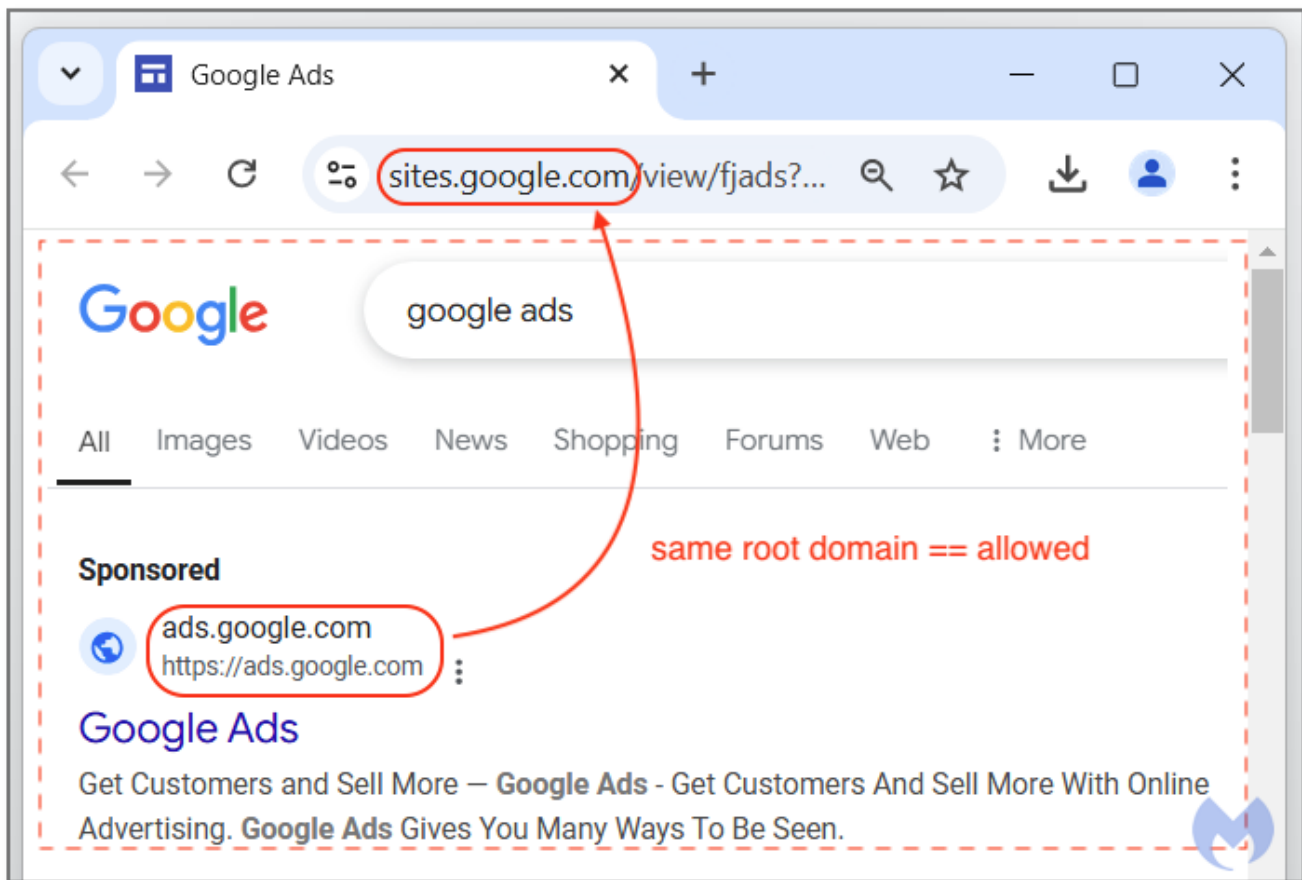 Google Ads
sites.google.com/view/fjads?...
Google
google ads
All Images Videos News Shopping Forums Web More
same root domain == allowed
Sponsored
ads.google.com
https://ads.google.com
Google Ads
Get Customers and Sell More — Google Ads - Get Customers And Sell More With Online
Advertising. Google Ads Gives You Many Ways To Be Seen.